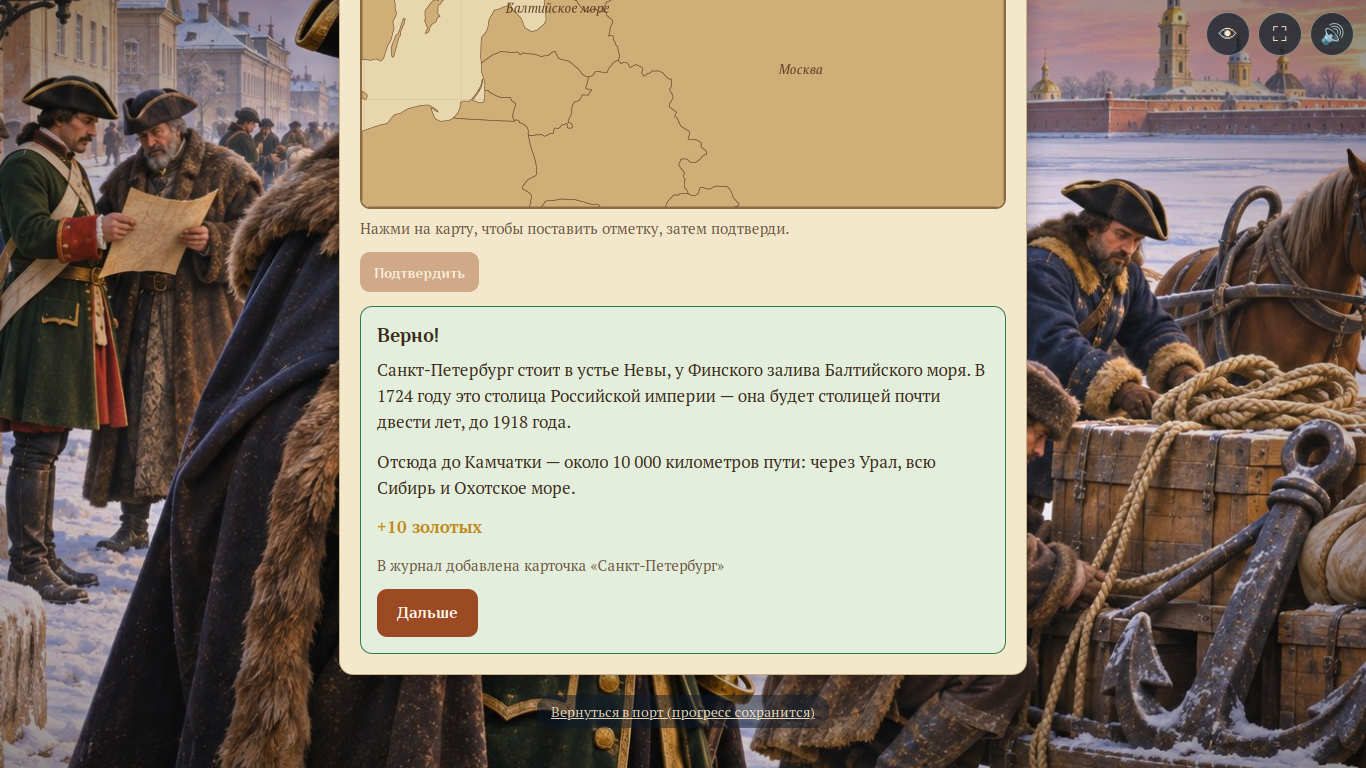 Балтийское море
Москва
Нажми на карту, чтобы поставить отметку, затем подтверди.
Подтвердить
Верно!
Санкт-Петербург стоит в устье Невы, у Финского залива Балтийского моря. В
1724 году это столица Российской империи — она будет столицей почти
двести лет, до 1918 года.
Отсюда до Камчатки — около 10 000 километров пути: через Урал, всю
Сибирь и Охотское море.
+10 золотых
В журнал добавлена карточка «Санкт-Петербург»
Дальше
Вернуться в порт (прогресс сохранится)